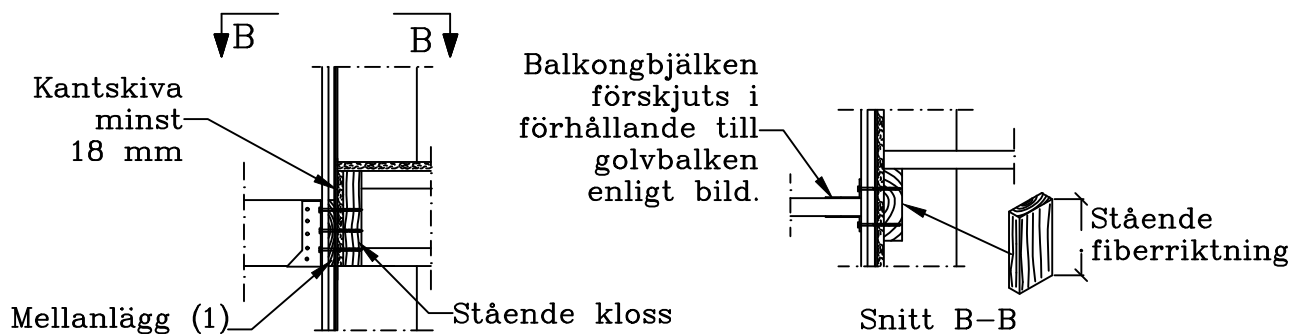 B
B
Kantskiva
minst
18 mm
Mellanlägg (1)
Stående kloss
Balkongbjälken
förskjuts i
förhållande till
golvbalken
enligt bild.
Stående
fiberriktning
Snitt B-B